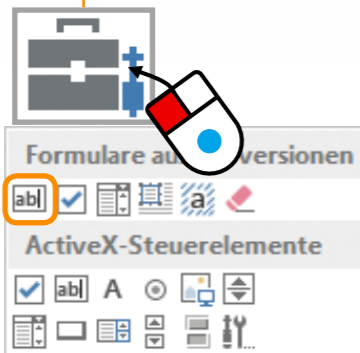 Formulare au versionen
ab|
a
ActiveX-Steuerelemente
ab| A